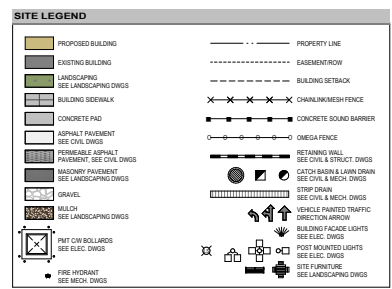 SITE LEGEND
PROPOSED BUILDING
EXISTING BUILDING
LANDSCAPING
SEE LANDSCAPING DWGS
BUILDING SIDEWALK
CONCRETE PAD
ASPHALT PAVEMENT
SEE CIVIL DWGS
PERMEABLE ASPHALT
PAVEMENT, SEE CIVIL DWGS
MASONRY PAVEMENT
SEE LANDSCAPING DWGS
GRAVEL
MULCH
SEE LANDSCAPING DWGS
PMT C/W BOLLARDS
SEE ELEC. DWGS
FIRE HYDRANT
SEE MECH. DWGS
PROPERTY LINE
EASEMENT/ROW
BUILDING SETBACK
CHAINLINK/MESH FENCE
CONCRETE SOUND BARRIER
OMEGA FENCE
RETAINING WALL
SEE CIVIL & STRUCT. DWGS
CATCH BASIN & LAWN DRAIN
SEE CIVIL & MECH. DWGS
STRIP DRAIN
SEE CIVIL & MECH. DWGS
VEHICLE PAINTED TRAFFIC
DIRECTION ARROW
BUILDING FACADE LIGHTS
SEE ELEC. DWGS
POST MOUNTED LIGHTS
SEE ELEC. DWGS
SITE FURNITURE
SEE LANDSCAPING DWGS